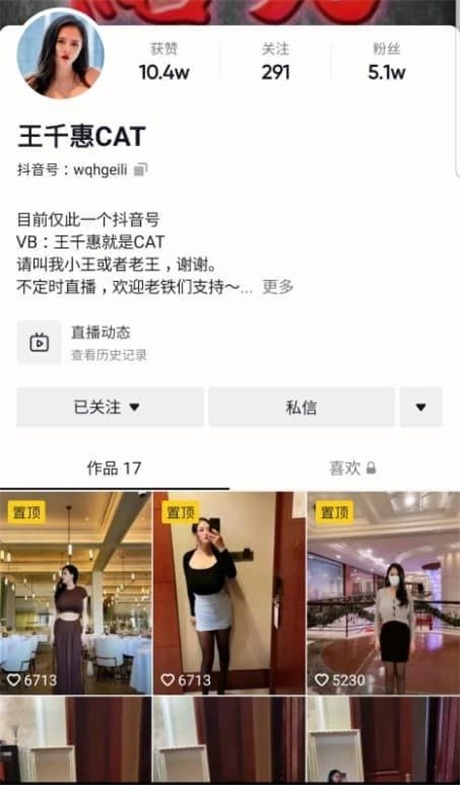 获赞 关注 粉丝
10.4w 291 5.1w
王千惠CAT
抖音号：wqhgeili
目前仅此一个抖音号
VB：王千惠就是CAT
请叫我小王或者老王，谢谢。
不定时直播，欢迎老铁们支持～... 更多
直播动态
查看历史记录
已关注 私信
作品 17 喜欢
置顶 置顶 置顶
6713 6713 5230